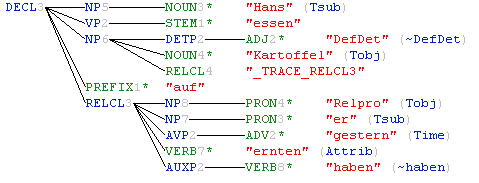 DECL3 NP5 NOUN3* "Hans" (Tsub)
VP2 STEM1* "essen"
NP6 DETP2 ADJ2* "DefDet" (~DefDet)
NOUN4* "Kartoffel" (Tobj)
RELCL4 "_TRACE_RELCL3"
PREFIX1* "auf"
RELCL3 NP8 PRON4* "Relpro" (Tobj)
NP7 PRON3* "er" (Tsub)
AVP2 ADV2* "gestern" (Time)
VERB7* "ernten" (Attrib)
AUXP2 VERB8* "haben" (~haben)